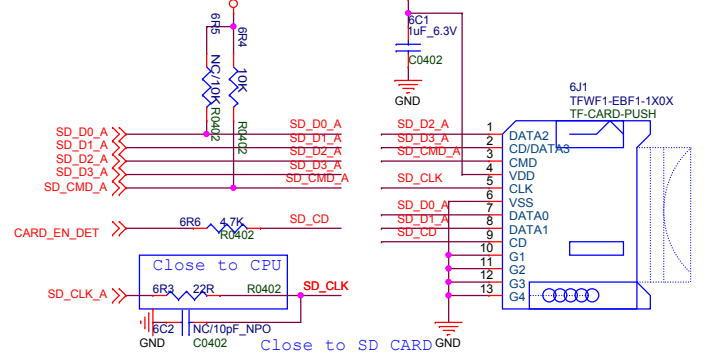 6R5
6R4
NC/10K
10K
R0402
R0402
6C1
1uF_6.3V
C0402
GND
6J1
TFWF1-EBF1-1X0X
TF-CARD-PUSH
SD_D0_A
SD_D1_A
SD_D2_A
SD_D3_A
SD_CMD_A
SD_D0_A
SD_D1_A
SD_D2_A
SD_D3_A
SD_CMD_A
SD_D2_A 1 DATA2
SD_D3_A 2 CD/DATA3
SD_CMD_A 3 CMD
4 VDD
SD_CLK 5 CLK
6 VSS
SD_D0_A 7 DATA0
SD_D1_A 8 DATA1
SD_CD 9 CD
10 G1
11 G2
12 G3
13 G4
CARD_EN_DET 6R6 4.7K SD_CD
R0402
Close to CPU
SD_CLK_A 6R3 22R R0402 SD_CLK
6C2 NC/10pF_NPO
GND C0402
Close to SD CARD
GND